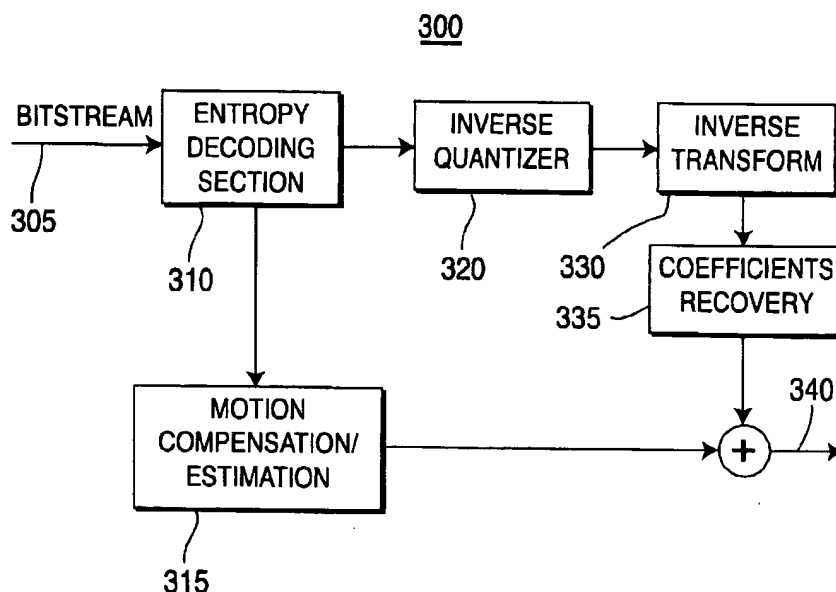 300
BITSTREAM
305
ENTROPY
DECODING
SECTION
310
INVERSE
QUANTIZER
320
INVERSE
TRANSFORM
330
COEFFICIENTS
RECOVERY
335
MOTION
COMPENSATION/
ESTIMATION
315
+
340